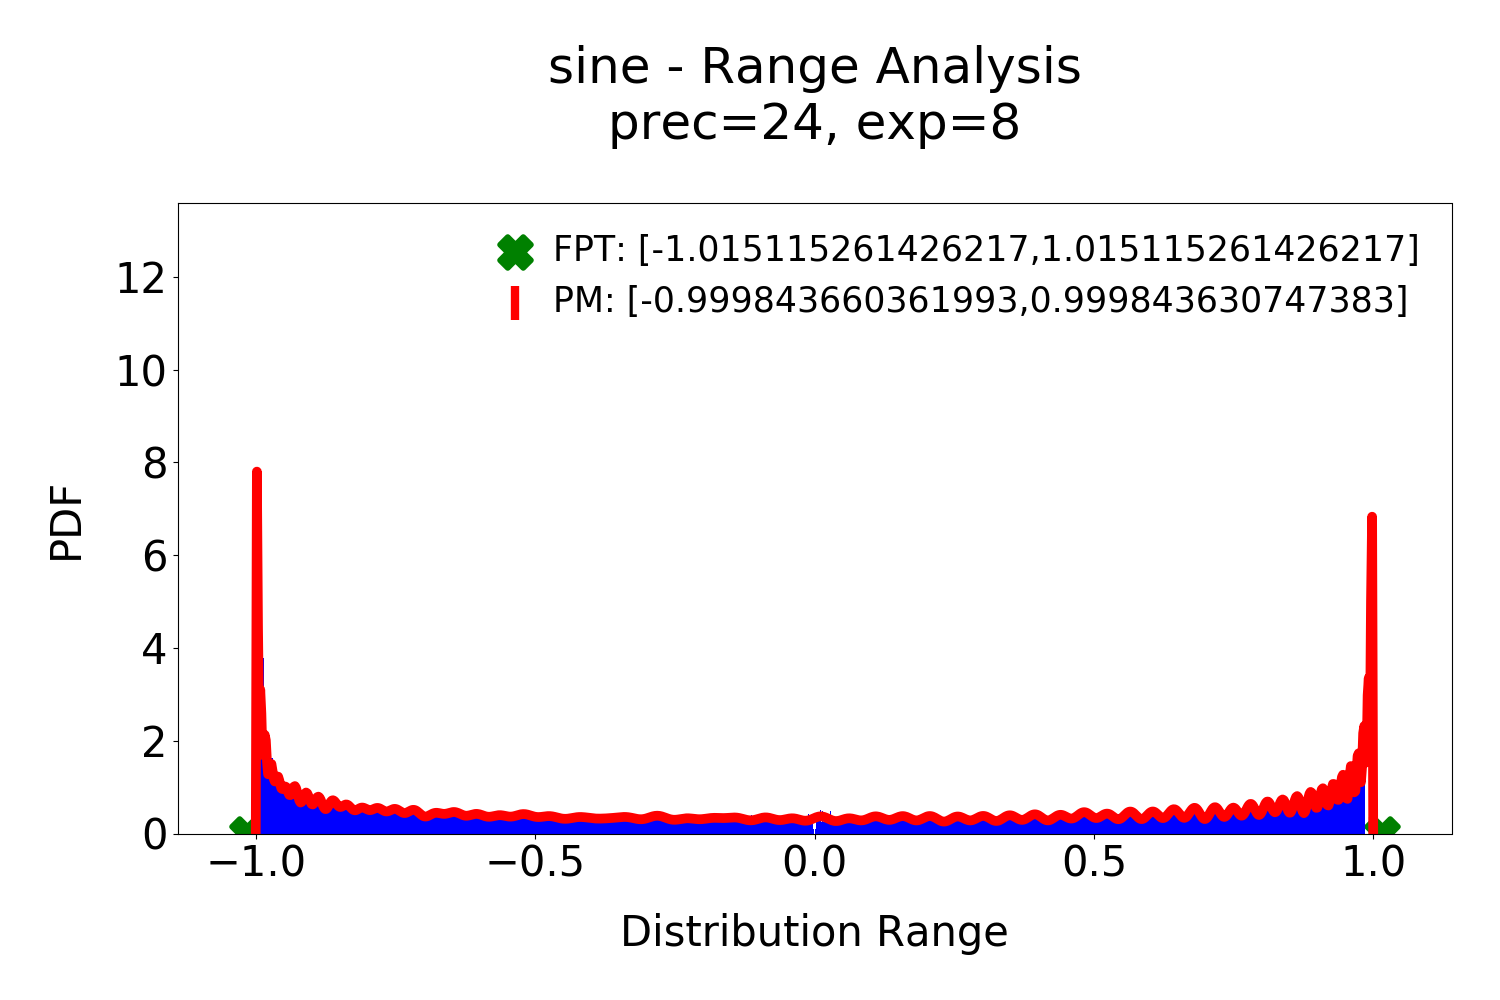 sine - Range Analysis
prec=24, exp=8
FPT: [-1.015115261426217,1.015115261426217]
PM: [-0.999843660361993,0.999843630747383]
12
10
8
6
4
2
0
PDF
−1.0 −0.5 0.0 0.5 1.0
Distribution Range